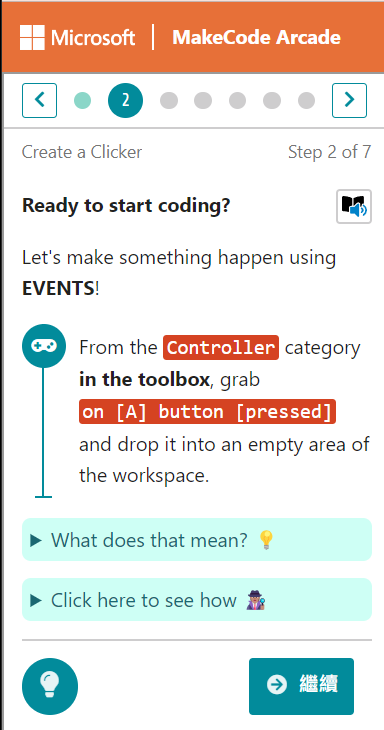 Microsoft | MakeCode Arcade
2
Create a Clicker Step 2 of 7
Ready to start coding?
Let's make something happen using
EVENTS!
From the Controller category
in the toolbox, grab
on [A] button [pressed]
and drop it into an empty area of
the workspace.
What does that mean? 💡
Click here to see how 🕵
繼續